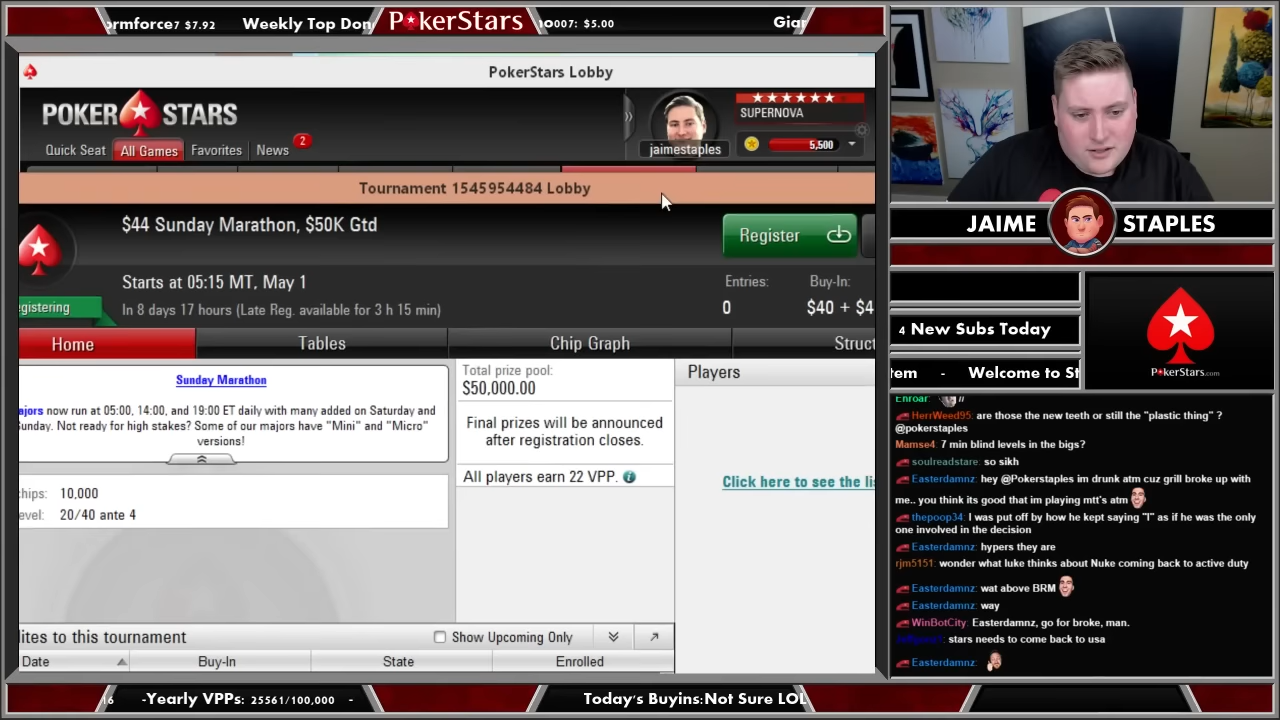 ormforce7 $7.92
Weekly Top Don
PokerStars
10007: $5.00
Giar
PokerStars Lobby
POKER STARS
SUPERNOVA
Quick Seat
All Games
Favorites
News
2
jaimestaples
5,500
Tournament 1545954484 Lobby
$44 Sunday Marathon, $50K Gtd
Register
Starts at 05:15 MT, May 1
Entries:
Buy-In:
egistering
In 8 days 17 hours (Late Reg. available for 3 h 15 min)
0
$40 + $4
Home
Tables
Chip Graph
Struct
Sunday Marathon
ajors now run at 05:00, 14:00, and 19:00 ET daily with many added on Saturday and
unday. Not ready for high stakes? Some of our majors have "Mini" and "Micro"
versions!
Total prize pool:
$50,000.00
Final prizes will be announced
after registration closes.
All players earn 22 VPP.
Players
Click here to see the li
hips: 10,000
evel: 20/40 ante 4
lites to this tournament
Show Upcoming Only
Date
Buy-In
State
Enrolled
JAIME STAPLES
4 New Subs Today
tem - Welcome to St
PokerStars.com
Enroar:
HerrWeed95: are those the new teeth or still the "plastic thing" ?
@pokerstaples
Mamse4: 7 min blind levels in the bigs?
soulreadstare: so sikh
Easterdamnz: hey @Pokerstaples im drunk atm cuz grill broke up with
me.. you think its good that im playing mtt's atm
thepoop34: I was put off by how he kept saying "I" as if he was the only
one involved in the decision
Easterdamnz: hypers they are
rjm5151: wonder what luke thinks about Nuke coming back to active duty
Easterdamnz: wat above BRM
Easterdamnz: way
WinBotCity: Easterdamnz, go for broke, man.
stars needs to come back to usa
Easterdamnz:
6 -Yearly VPPs: 25561/100,000 -
Today's Buyins:Not Sure LOL